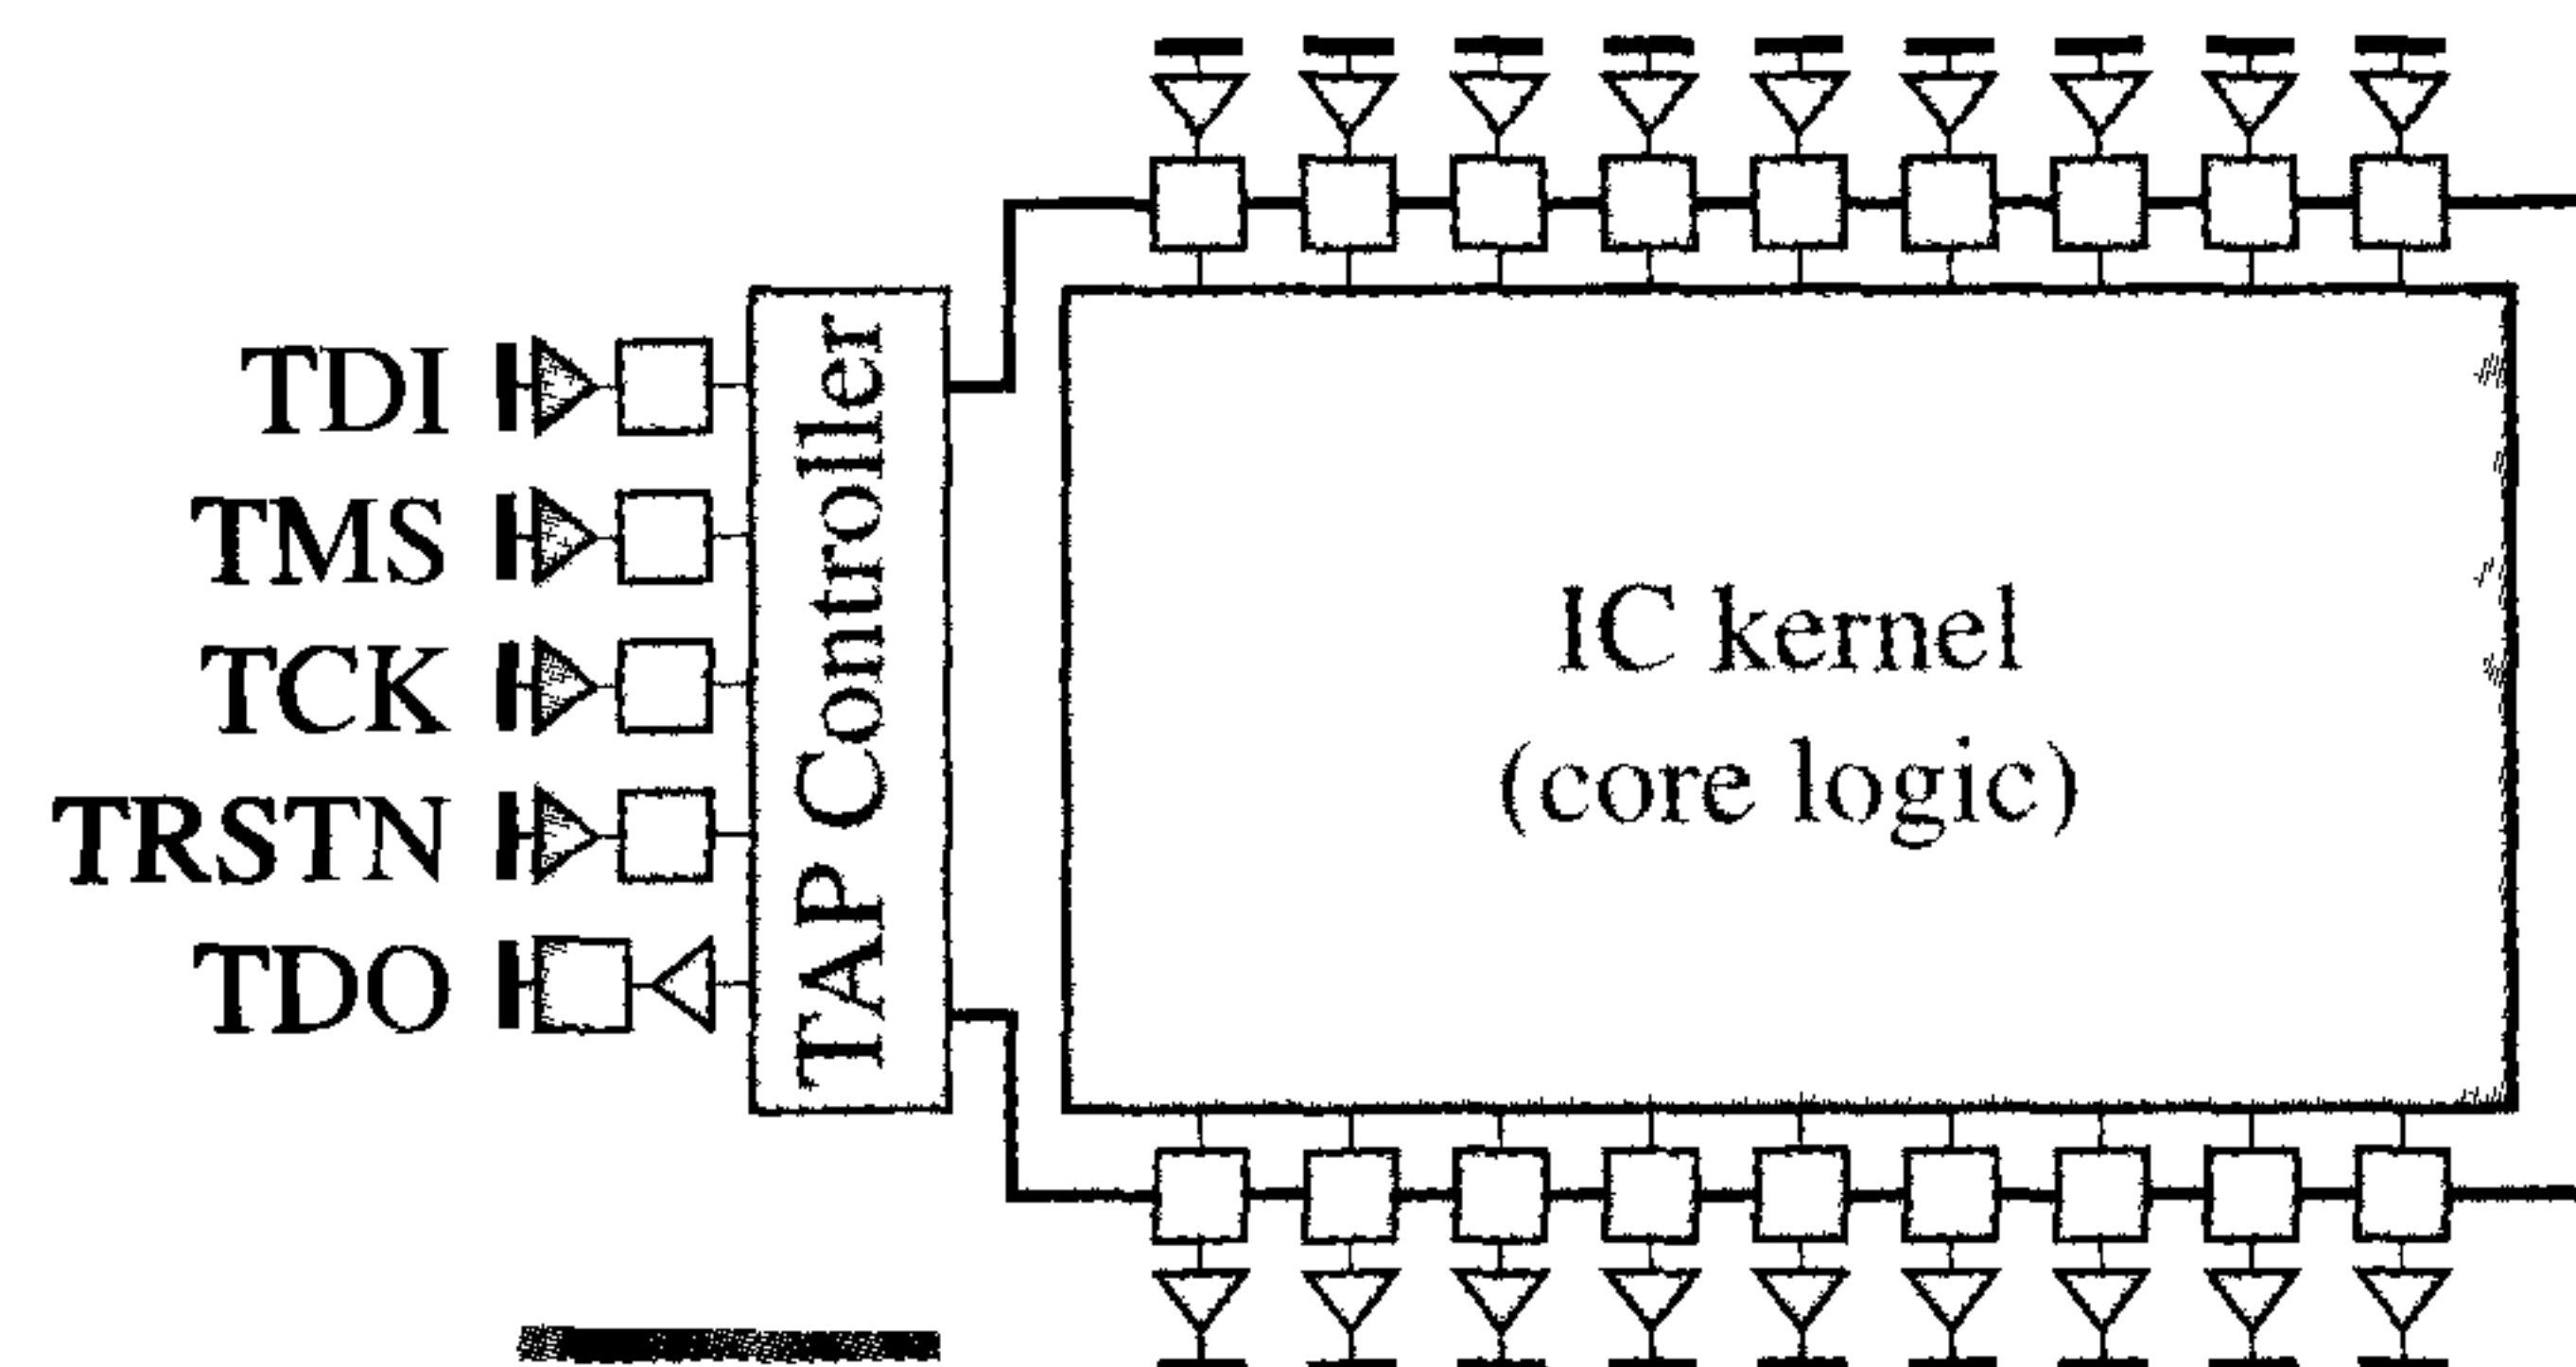 TDI
TMS
TCK
TRSTN
TDO
TAP Controller
IC kernel
(core logic)